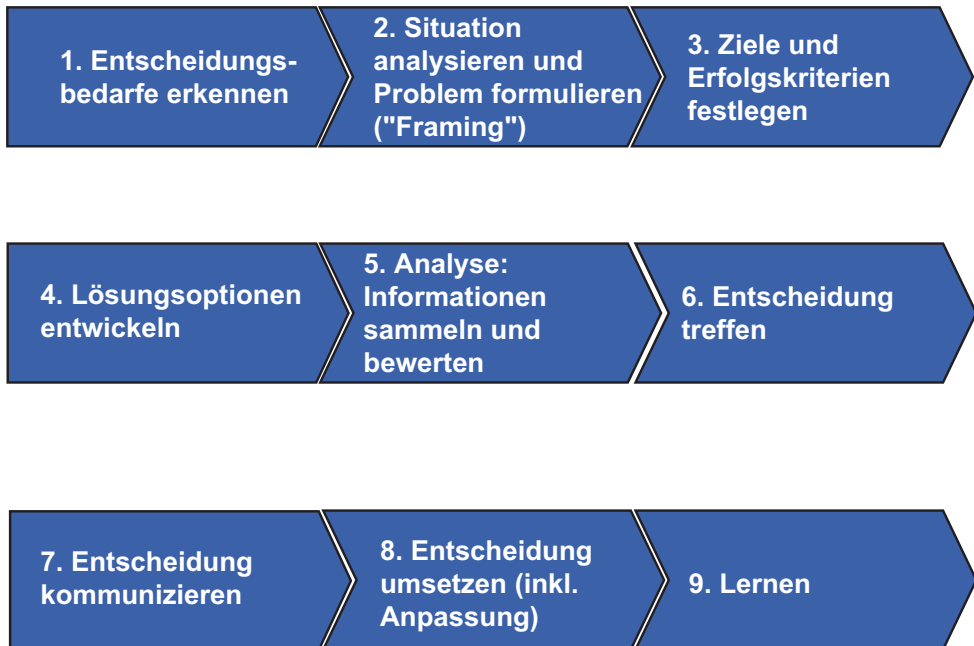 1. Entscheidungs-
bedarfe erkennen
2. Situation
analysieren und
Problem formulieren
("Framing")
3. Ziele und
Erfolgskriterien
festlegen
4. Lösungsoptionen
entwickeln
5. Analyse:
Informationen
sammeln und
bewerten
6. Entscheidung
treffen
7. Entscheidung
kommunizieren
8. Entscheidung
umsetzen (inkl.
Anpassung)
9. Lernen